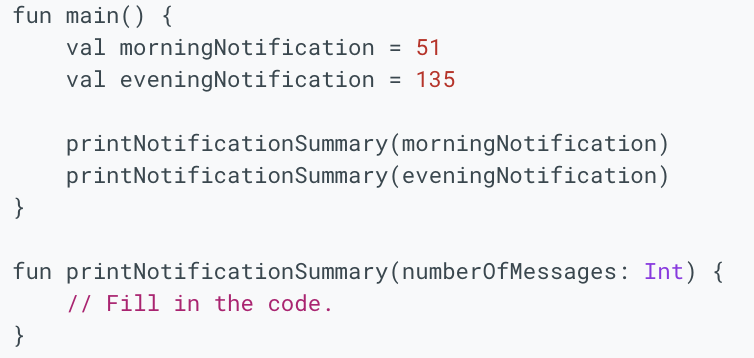 fun main() {
    val morningNotification = 51
    val eveningNotification = 135
    printNotificationSummary(morningNotification)
    printNotificationSummary(eveningNotification)
}
fun printNotificationSummary(numberOfMessages: Int) {
    // Fill in the code.
}